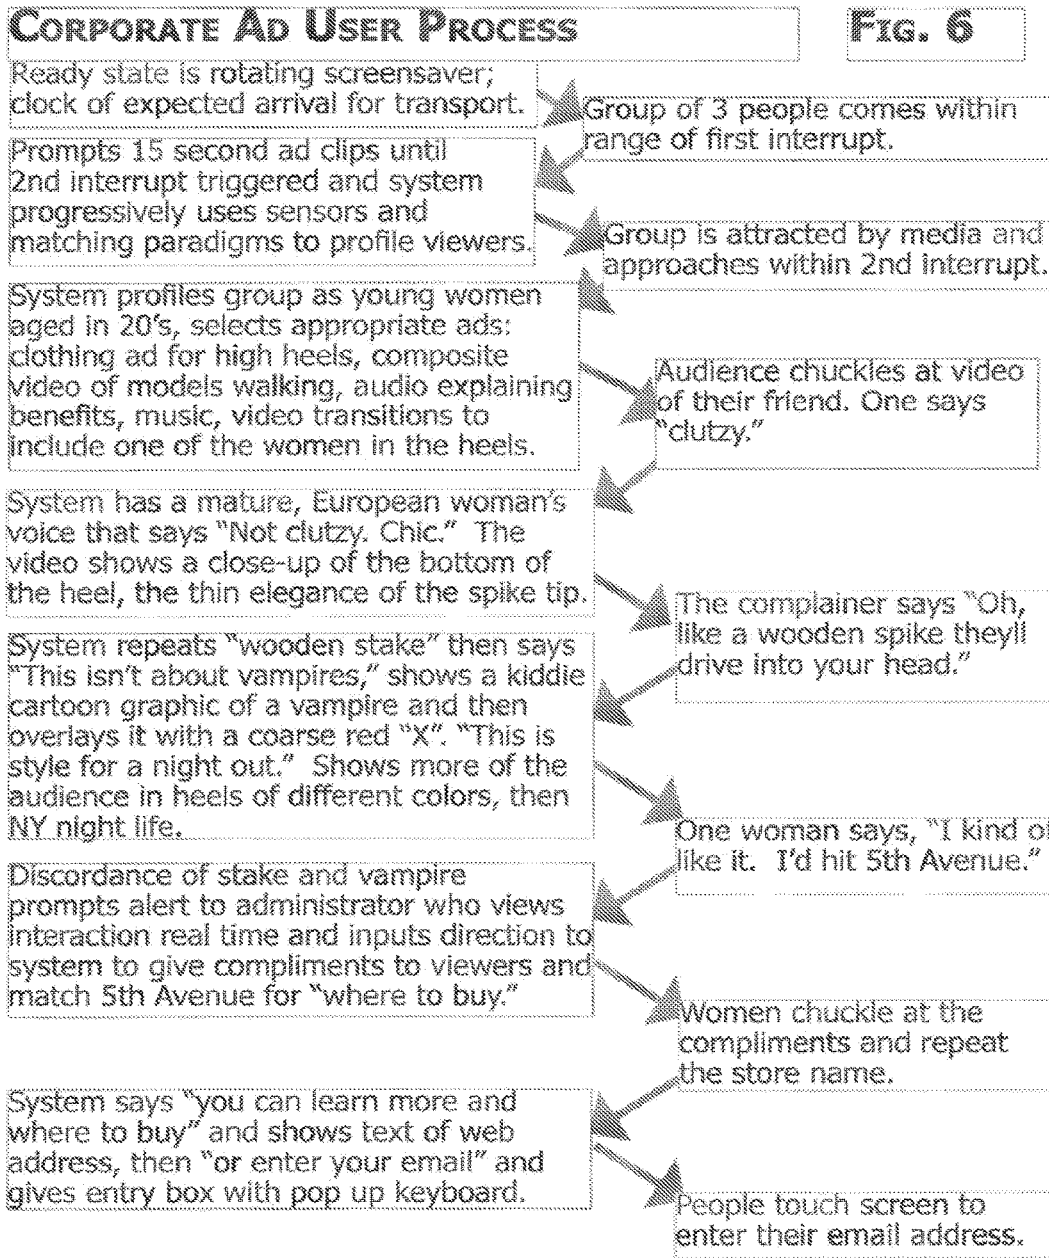 CORPORATE AD USER PROCESS
FIG. 6
Ready state is rotating screensaver;
clock of expected arrival for transport.
Group of 3 people comes within
range of first interrupt.
Prompts 15 second ad clips until
2nd interrupt triggered and system
progressively uses sensors and
matching paradigms to profile viewers.
Group is attracted by media and
approaches within 2nd interrupt.
System profiles group as young women
aged in 20's, selects appropriate ads:
clothing ad for high heels, composite
video of models walking, audio explaining
benefits, music, video transitions to
include one of the women in the heels.
Audience chuckles at video
of their friend. One says
"clutzy."
System has a mature, European woman's
voice that says "Not clutzy. Chic." The
video shows a close-up of the bottom of
the heel, the thin elegance of the spike tip.
The complainer says "Oh,
like a wooden spike theyll
drive into your head."
System repeats "wooden stake" then says
"This isn't about vampires," shows a kiddie
cartoon graphic of a vampire and then
overlays it with a coarse red "X". "This is
style for a night out." Shows more of the
audience in heels of different colors, then
NY night life.
One woman says, "I kind of
like it. I'd hit 5th Avenue."
Discordance of stake and vampire
prompts alert to administrator who views
interaction real time and inputs direction to
system to give compliments to viewers and
match 5th Avenue for "where to buy."
Women chuckle at the
compliments and repeat
the store name.
System says "you can learn more and
where to buy" and shows text of web
address, then "or enter your email" and
gives entry box with pop up keyboard.
People touch screen to
enter their email address.